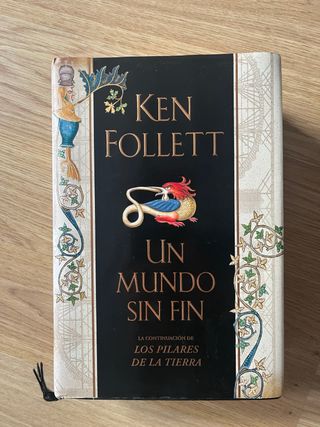 KEN
FOLLETT
UN
MUNDO
SIN FIN
LA CONTINUACIÓN DE
LOS PILARES
DE LA TIERRA